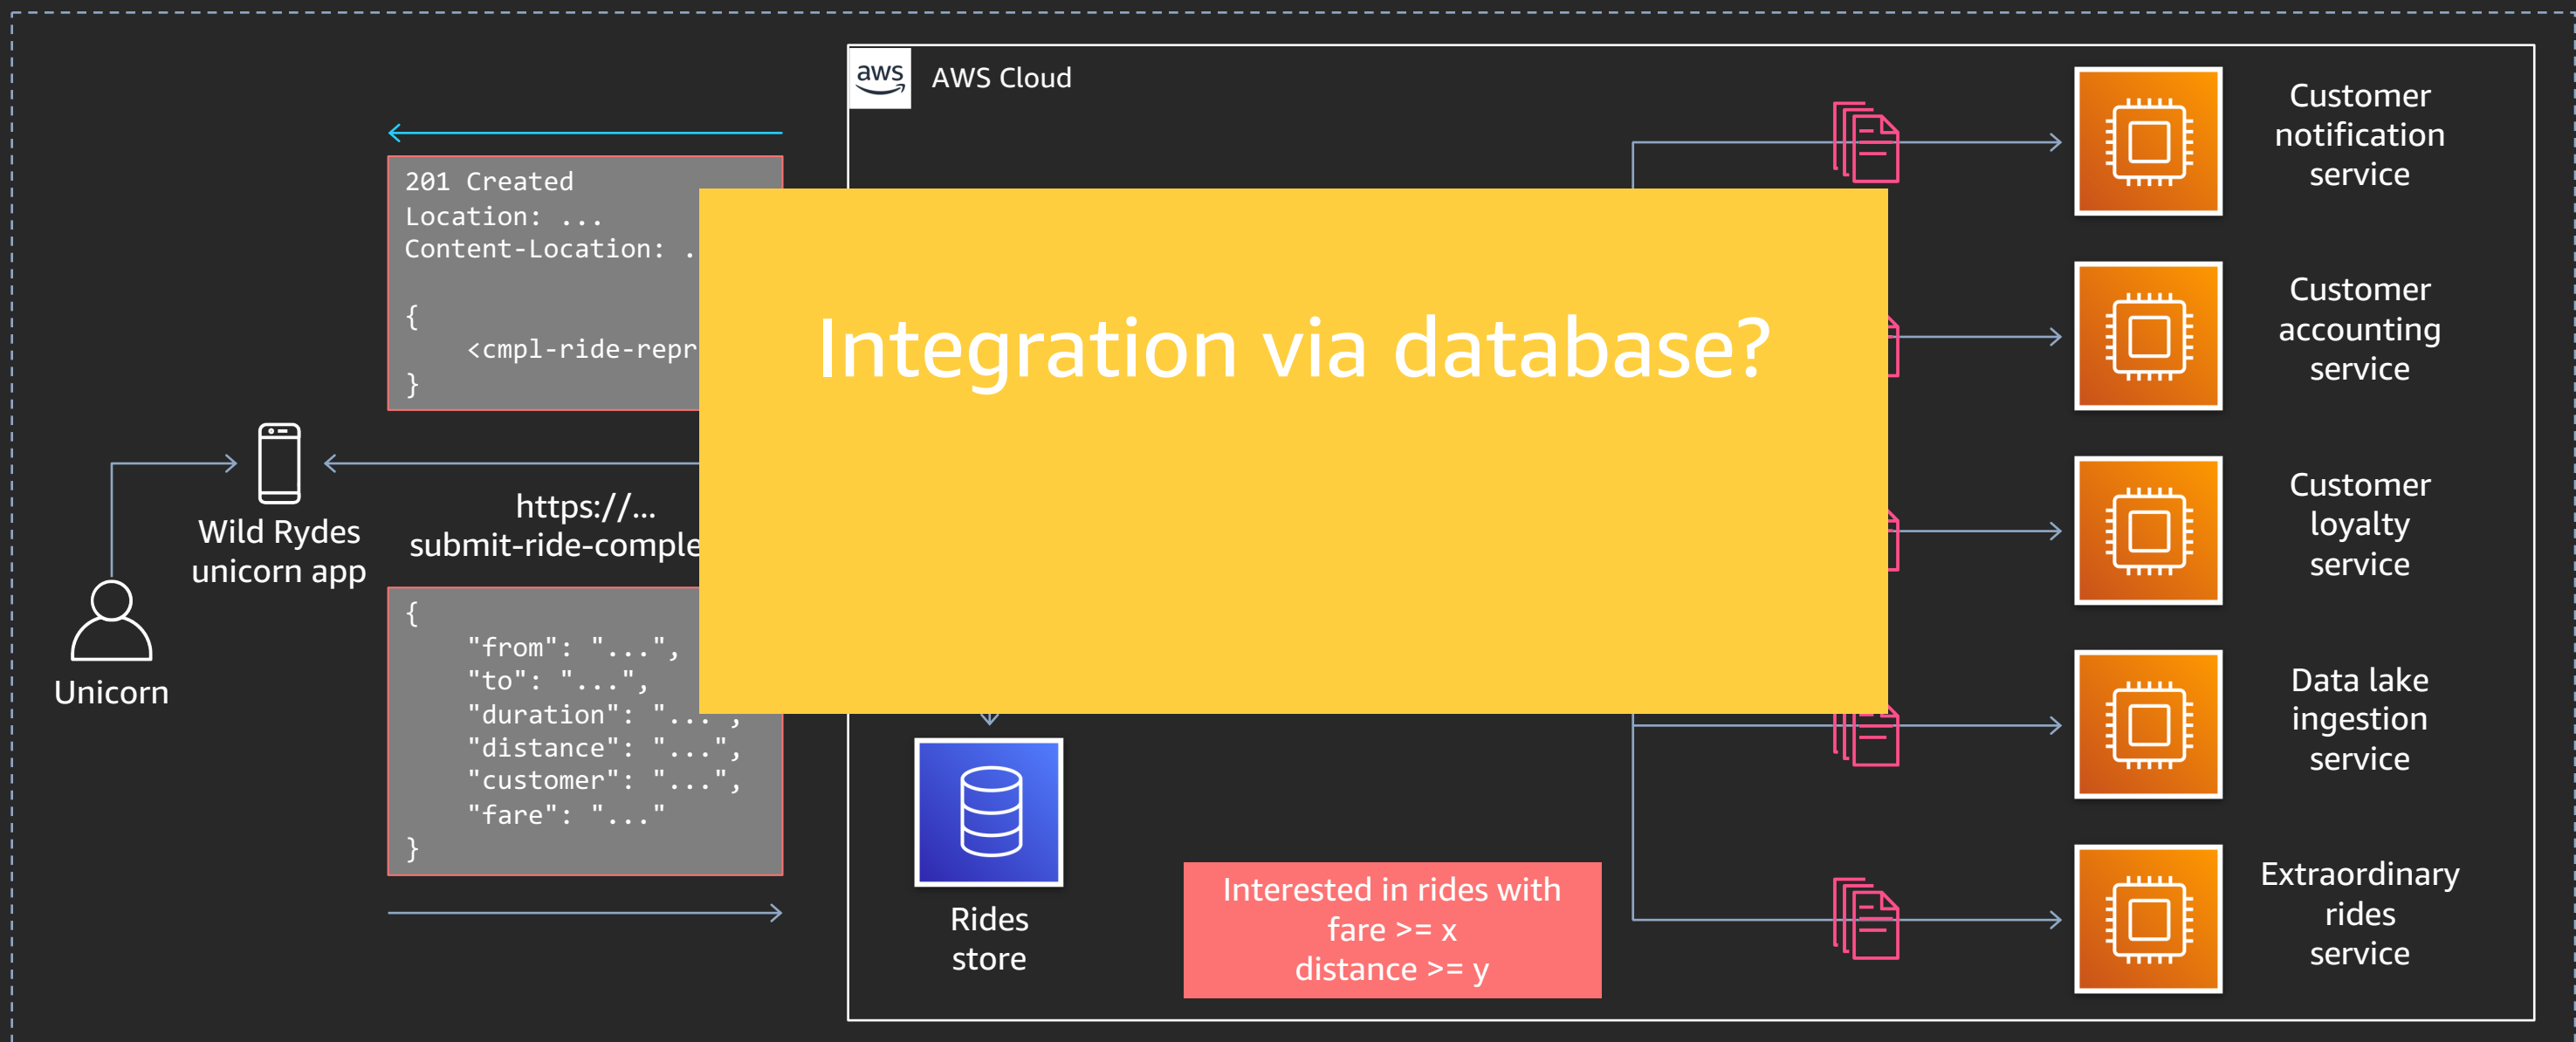 aws
AWS Cloud
201 Created
Location: ...
Content-Location: .
{
<cmpl-ride-repr
}
Integration via database?
Wild Rydes
unicorn app
Unicorn
https://...
submit-ride-comple
{
"from": "...",
"to": "...",
"duration": "...",
"distance": "...",
"customer": "...",
"fare": "..."
}
Rides
store
Interested in rides with
fare >= x
distance >= y
Customer
notification
service
Customer
accounting
service
Customer
loyalty
service
Data lake
ingestion
service
Extraordinary
rides
service